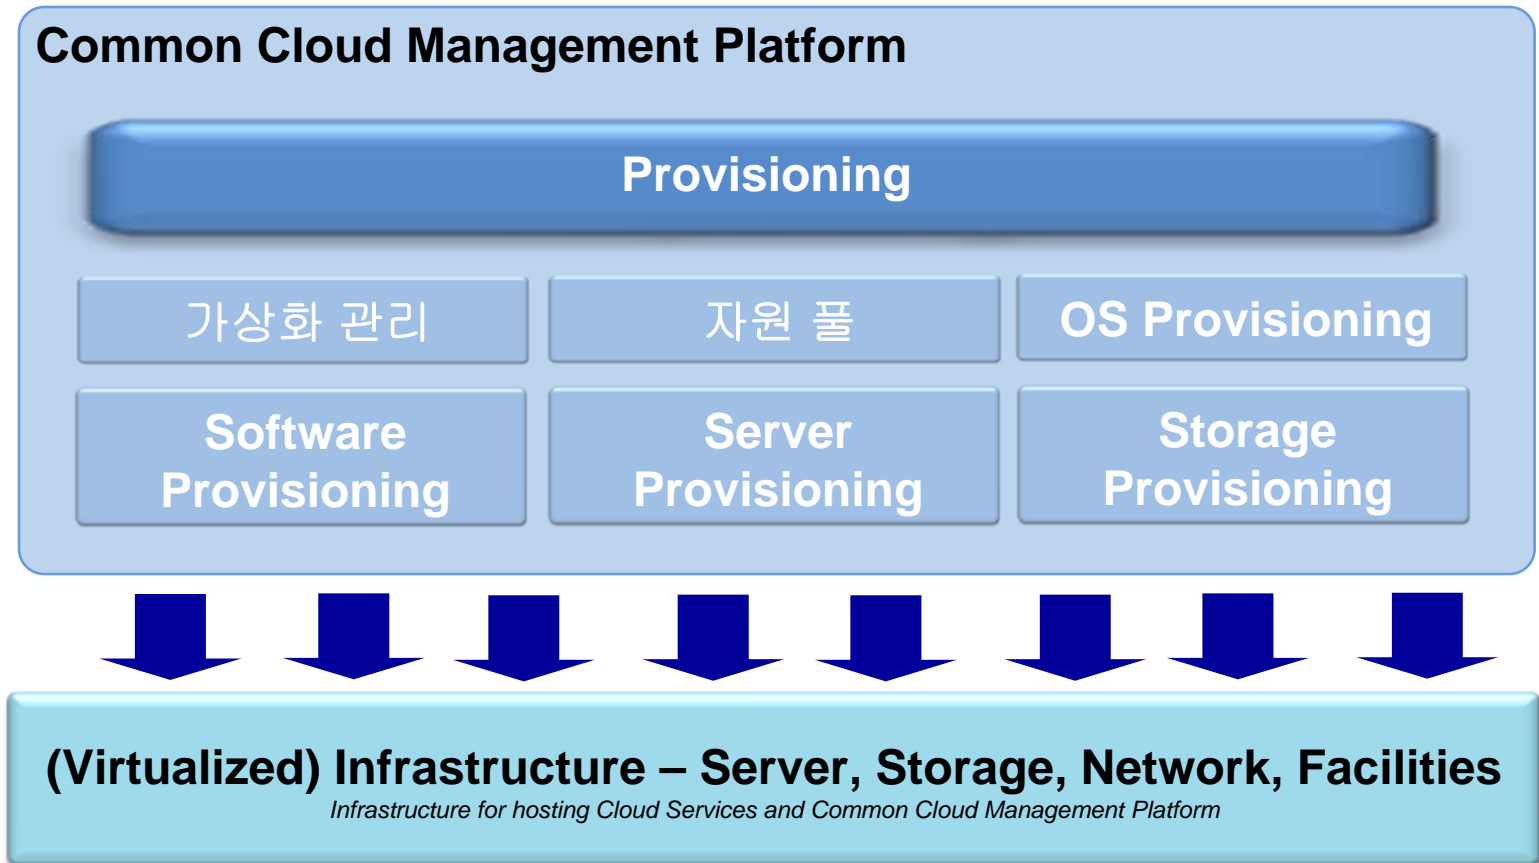 Common Cloud Management Platform
Provisioning
가상화 관리
자원 풀
OS Provisioning
Software
Provisioning
Server
Provisioning
Storage
Provisioning
(Virtualized) Infrastructure – Server, Storage, Network, Facilities
Infrastructure for hosting Cloud Services and Common Cloud Management Platform